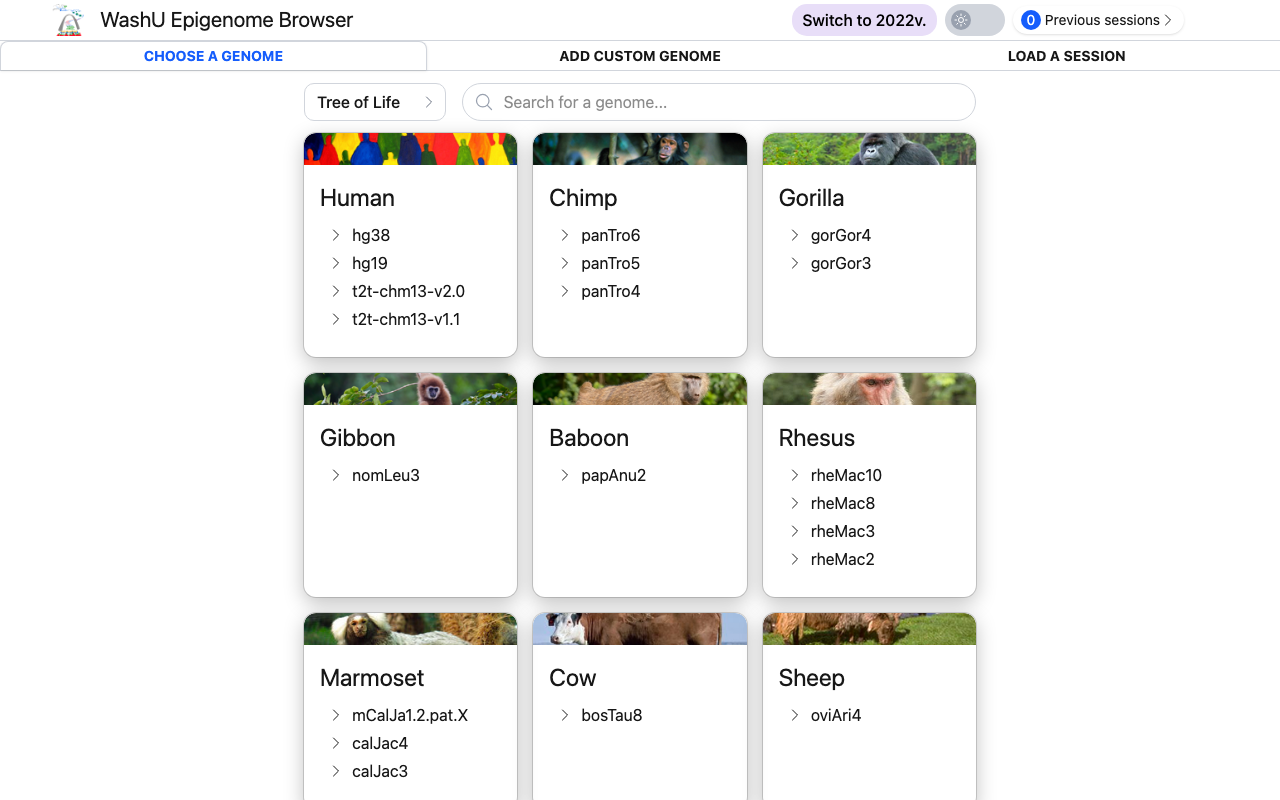 WashU Epigenome Browser
Switch to 2022v.
0 Previous sessions
CHOOSE A GENOME
ADD CUSTOM GENOME
LOAD A SESSION
Tree of Life
Search for a genome...
Human
hg38
hg19
t2t-chm13-v2.0
t2t-chm13-v1.1
Chimp
panTro6
panTro5
panTro4
Gorilla
gorGor4
gorGor3
Gibbon
nomLeu3
Baboon
papAnu2
Rhesus
rheMac10
rheMac8
rheMac3
rheMac2
Marmoset
mCalJa1.2.pat.X
calJac4
calJac3
Cow
bosTau8
Sheep
oviAri4